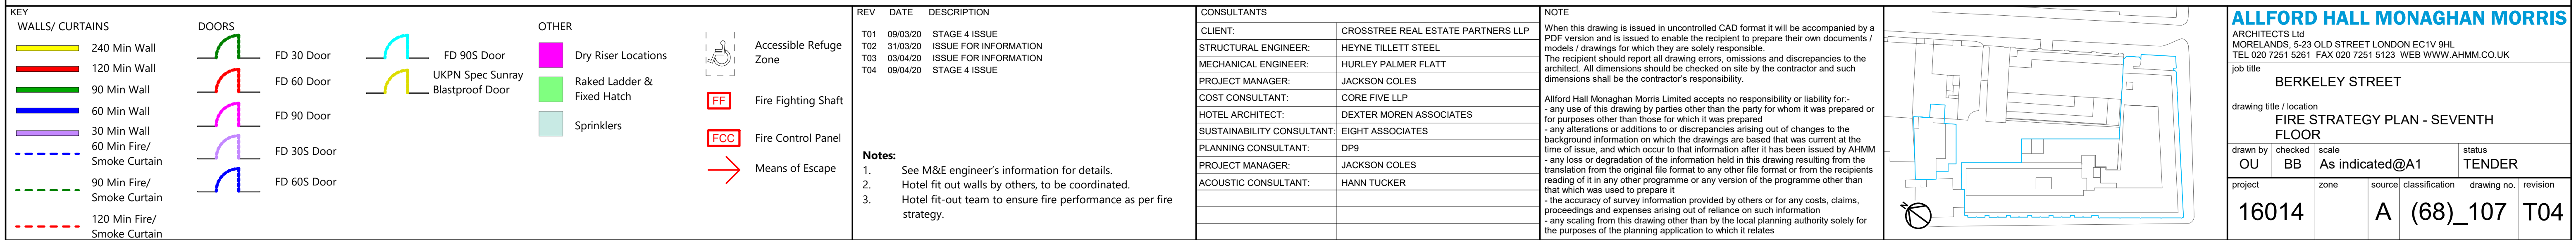 KEY
WALLS/ CURTAINS
240 Min Wall
120 Min Wall
90 Min Wall
60 Min Wall
30 Min Wall
60 Min Fire/
Smoke Curtain
90 Min Fire/
Smoke Curtain
120 Min Fire/
Smoke Curtain
DOORS
FD 30 Door
FD 60 Door
FD 90 Door
FD 30S Door
FD 60S Door
FD 90S Door
UKPN Spec Sunray
Blastproof Door
OTHER
Dry Riser Locations
Raked Ladder &
Fixed Hatch
Sprinklers
Accessible Refuge
Zone
FF Fire Fighting Shaft
FCC Fire Control Panel
Means of Escape
REV DATE DESCRIPTION
T01 09/03/20 STAGE 4 ISSUE
T02 31/03/20 ISSUE FOR INFORMATION
T03 03/04/20 ISSUE FOR INFORMATION
T04 09/04/20 STAGE 4 ISSUE
Notes:
1. See M&E engineer's information for details.
2. Hotel fit out walls by others, to be coordinated.
3. Hotel fit-out team to ensure fire performance as per fire
strategy.
CONSULTANTS
CLIENT: CROSSTREE REAL ESTATE PARTNERS LLP
STRUCTURAL ENGINEER: HEYNE TILLETT STEEL
MECHANICAL ENGINEER: HURLEY PALMER FLATT
PROJECT MANAGER: JACKSON COLES
COST CONSULTANT: CORE FIVE LLP
HOTEL ARCHITECT: DEXTER MOREN ASSOCIATES
SUSTAINABILITY CONSULTANT: EIGHT ASSOCIATES
PLANNING CONSULTANT: DP9
PROJECT MANAGER: JACKSON COLES
ACOUSTIC CONSULTANT: HANN TUCKER
NOTE
When this drawing is issued in uncontrolled CAD format it will be accompanied by a
PDF version and is issued to enable the recipient to prepare their own documents /
models / drawings for which they are solely responsible.
The recipient should report all drawing errors, omissions and discrepancies to the
architect. All dimensions should be checked on site by the contractor and such
dimensions shall be the contractor's responsibility.
Allford Hall Monaghan Morris Limited accepts no responsibility or liability for:-
- any use of this drawing by parties other than the party for whom it was prepared or
for purposes other than those for which it was prepared
- any alterations or additions to or discrepancies arising out of changes to the
background information on which the drawings are based that was current at the
time of issue, and which occur to that information after it has been issued by AHMM
- any loss or degradation of the information held in this drawing resulting from the
translation from the original file format to any other file format or from the recipients
reading of it in any other programme or any version of the programme other than
that which was used to prepare it
- the accuracy of survey information provided by others or for any costs, claims,
proceedings and expenses arising out of reliance on such information
- any scaling from this drawing other than by the local planning authority solely for
the purposes of the planning application to which it relates
N
ALLFORD HALL MONAGHAN MORRIS
ARCHITECTS Ltd
MORELANDS, 5-23 OLD STREET LONDON EC1V 9HL
TEL 020 7251 5261 FAX 020 7251 5123 WEB WWW.AHMM.CO.UK
job title
BERKELEY STREET
drawing title / location
FIRE STRATEGY PLAN - SEVENTH
FLOOR
drawn by checked scale status
OU BB As indicated@A1 TENDER
project zone source classification drawing no. revision
16014 A (68)_107 T04